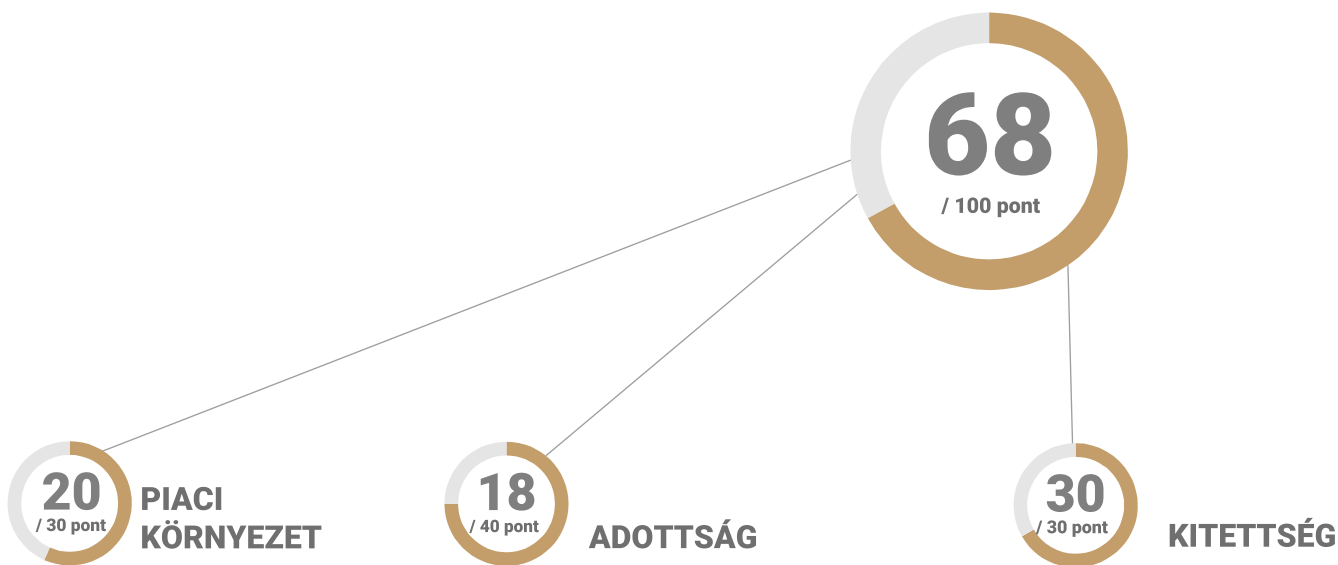 68
/ 100 pont
20
/ 30 pont
PIACI
KÖRNYEZET
18
/ 40 pont
ADOTTSÁG
30
/ 30 pont
KITETTSÉG